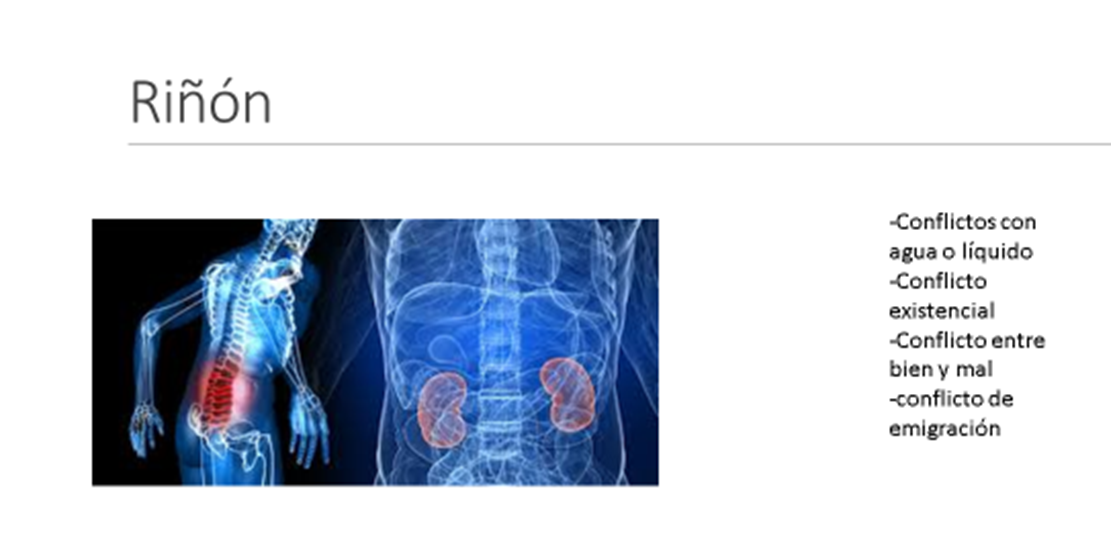 Riñón
-Conflictos con
agua o líquido
-Conflicto
existencial
-Conflicto entre
bien y mal
-conflicto de
emigración